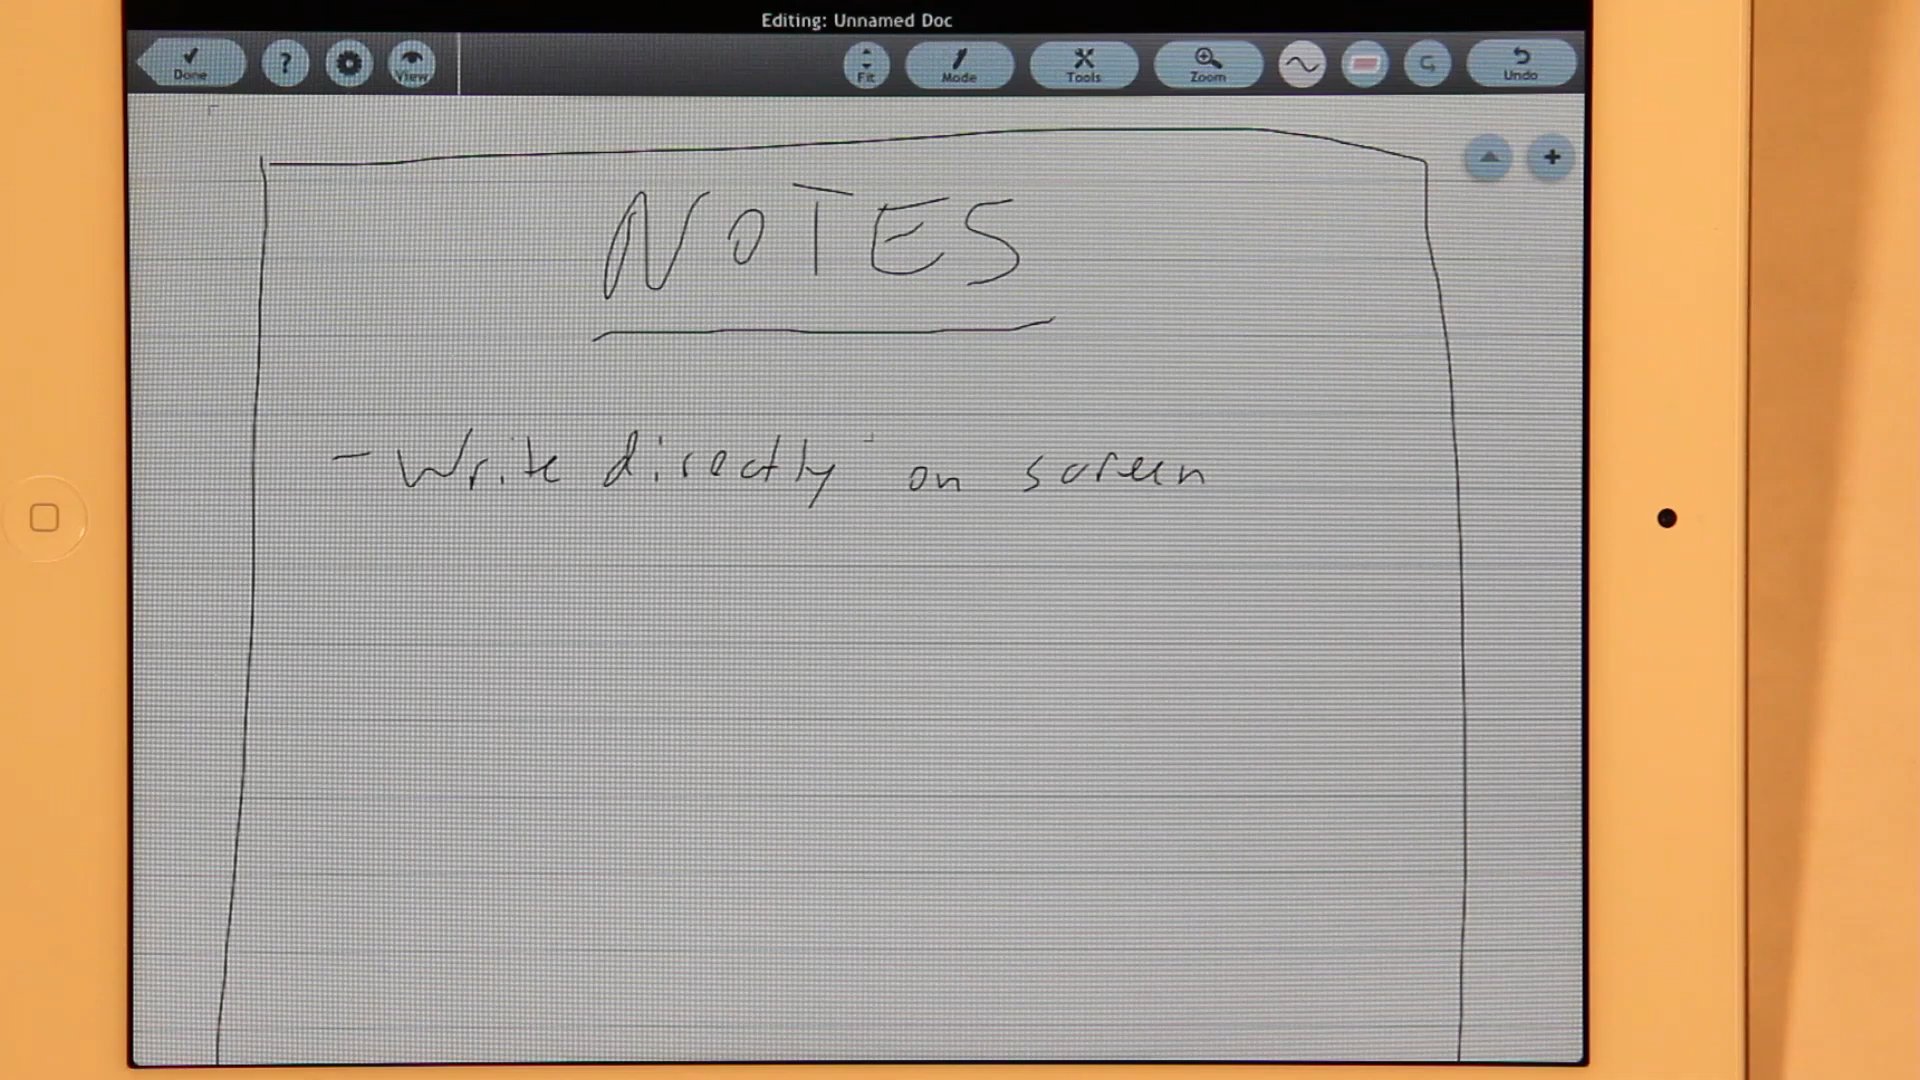 Editing: Unnamed Doc
Done ? View Fit Mode Tools Zoom Undo
NOTES
- Write directly on screen